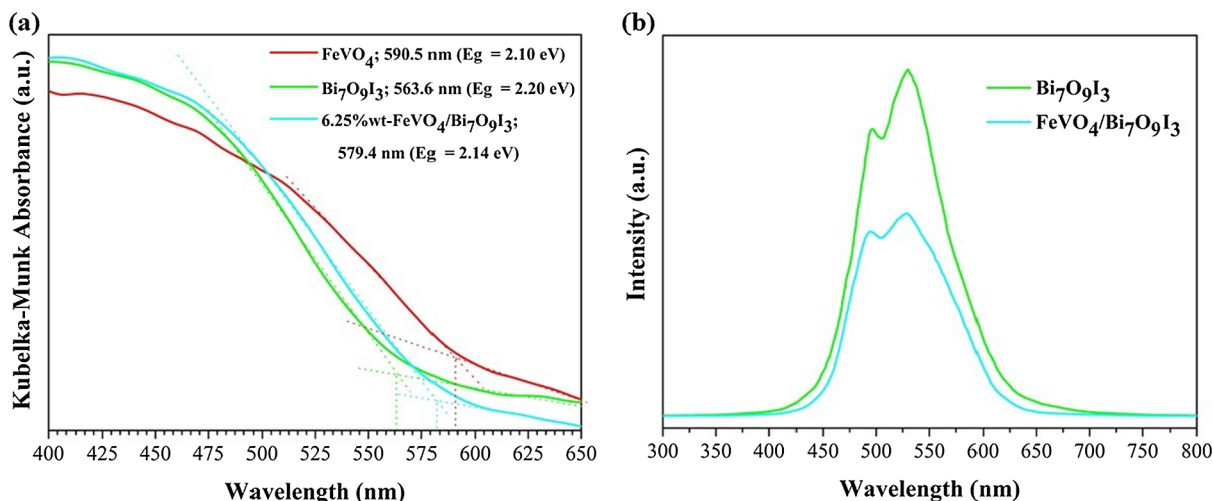 (a)
Kubelka-Munk Absorbance (a.u.)
FeVO4; 590.5 nm (Eg = 2.10 eV)
Bi7O9I3; 563.6 nm (Eg = 2.20 eV)
6.25%wt-FeVO4/Bi7O9I3;
579.4 nm (Eg = 2.14 eV)
400 425 450 475 500 525 550 575 600 625 650
Wavelength (nm)
(b)
Intensity (a.u.)
Bi7O9I3
FeVO4/Bi7O9I3
300 350 400 450 500 550 600 650 700 750 800
Wavelength (nm)